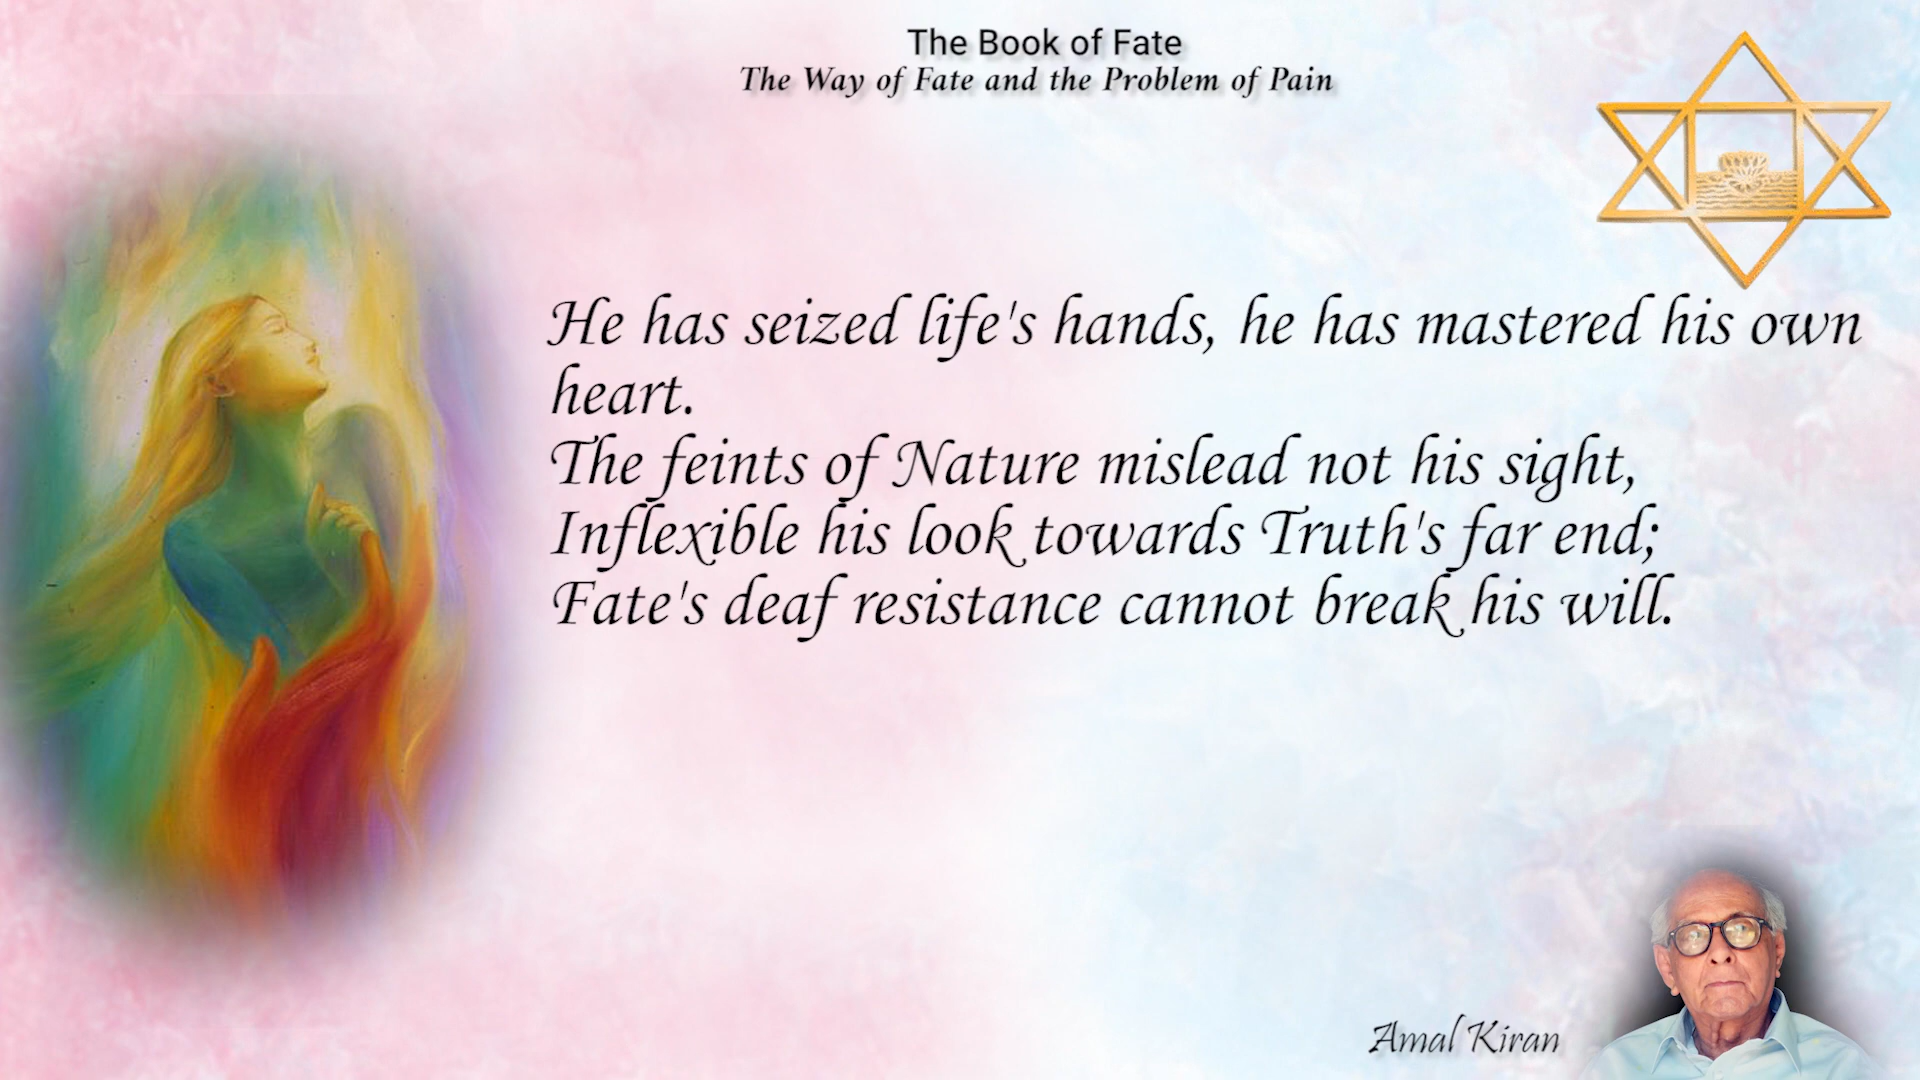 The Book of Fate
The Way of Fate and the Problem of Pain
He has seized life's hands, he has mastered his own
heart.
The feints of Nature mislead not his sight,
Inflexible his look towards Truth's far end;
Fate's deaf resistance cannot break his will.
Amal Kiran